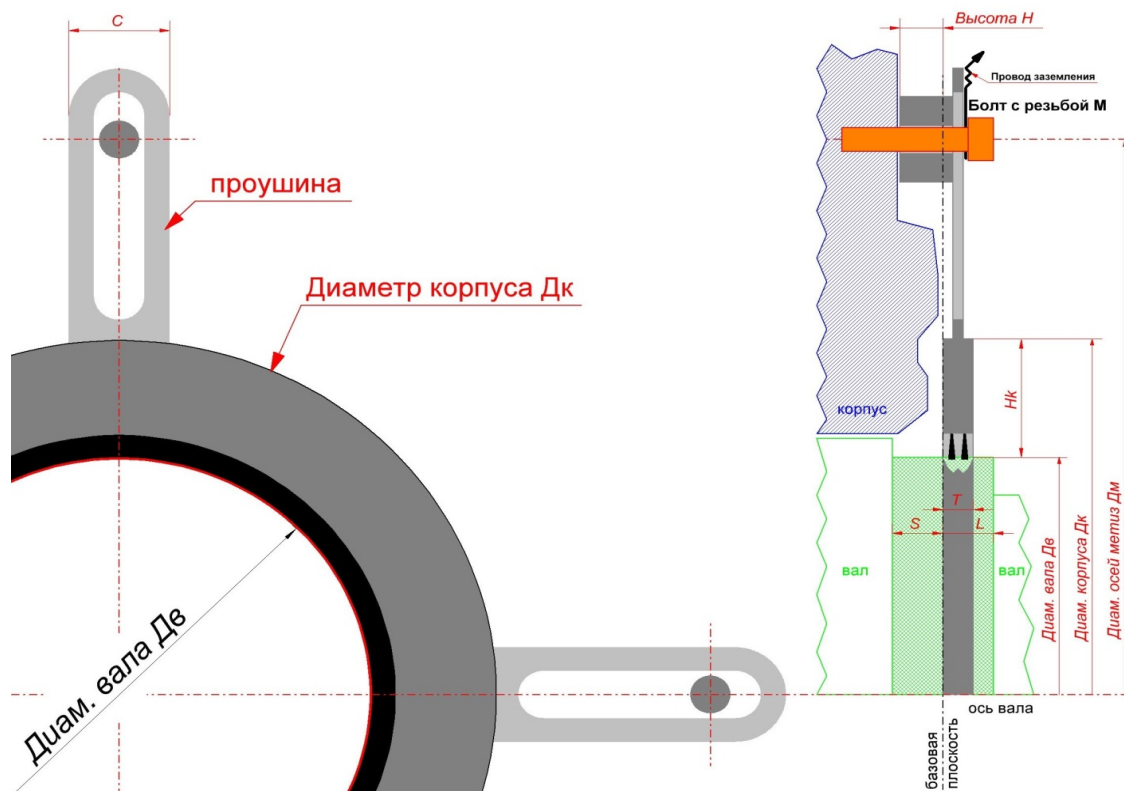 C
проушина
Диаметр корпуса Дк
Диам. вала Дв
Высота Н
Провод заземления
Болт с резьбой М
корпус
Hk
T
S
L
вал
вал
Диам. вала Дв
Диам. корпуса Дк
Диам. осей метиз Дм
ось вала
базовая
плоскость